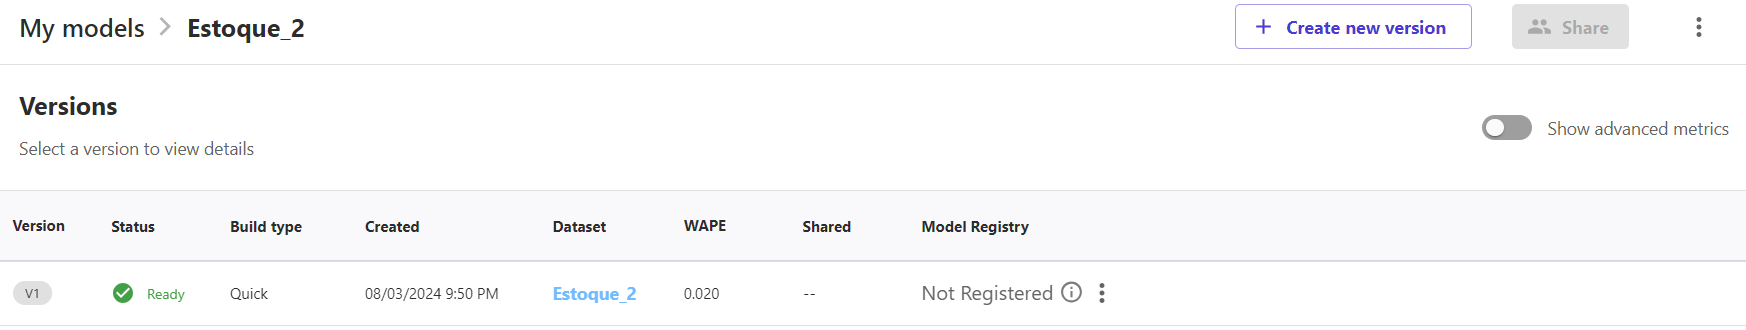 My models > Estoque_2
+ Create new version
Share
Versions
Select a version to view details
Show advanced metrics
Version Status Build type Created Dataset WAPE Shared Model Registry
V1 Ready Quick 08/03/2024 9:50 PM Estoque_2 0.020 -- Not Registered